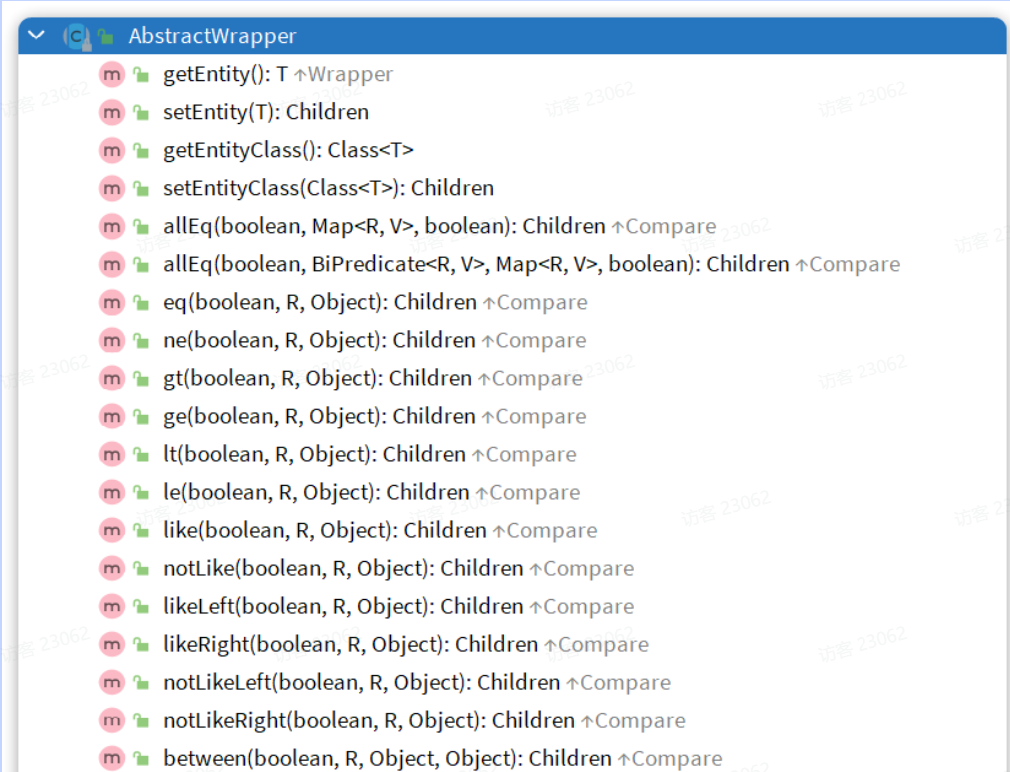 AbstractWrapper
getEntity(): T ↑Wrapper
setEntity(T): Children
getEntityClass(): Class<T>
setEntityClass(Class<T>): Children
allEq(boolean, Map<R, V>, boolean): Children ↑Compare
allEq(boolean, BiPredicate<R, V>, Map<R, V>, boolean): Children ↑Compare
eq(boolean, R, Object): Children ↑Compare
ne(boolean, R, Object): Children ↑Compare
gt(boolean, R, Object): Children ↑Compare
ge(boolean, R, Object): Children ↑Compare
lt(boolean, R, Object): Children ↑Compare
le(boolean, R, Object): Children ↑Compare
like(boolean, R, Object): Children ↑Compare
notLike(boolean, R, Object): Children ↑Compare
likeLeft(boolean, R, Object): Children ↑Compare
likeRight(boolean, R, Object): Children ↑Compare
notLikeLeft(boolean, R, Object): Children ↑Compare
notLikeRight(boolean, R, Object): Children ↑Compare
between(boolean, R, Object, Object): Children ↑Compare
访客 23062